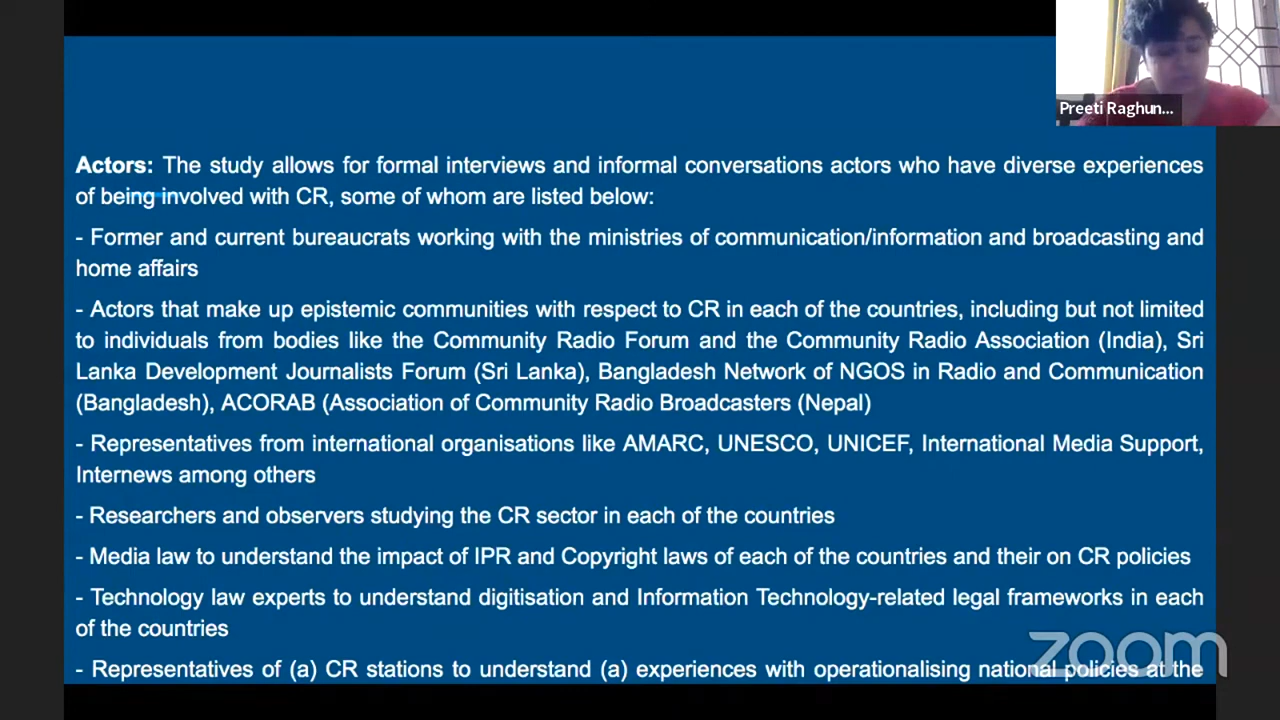 Preeti Raghun...
Actors: The study allows for formal interviews and informal conversations actors who have diverse experiences
of being involved with CR, some of whom are listed below:
- Former and current bureaucrats working with the ministries of communication/information and broadcasting and
home affairs
- Actors that make up epistemic communities with respect to CR in each of the countries, including but not limited
to individuals from bodies like the Community Radio Forum and the Community Radio Association (India), Sri
Lanka Development Journalists Forum (Sri Lanka), Bangladesh Network of NGOS in Radio and Communication
(Bangladesh), ACORAB (Association of Community Radio Broadcasters (Nepal)
- Representatives from international organisations like AMARC, UNESCO, UNICEF, International Media Support,
Internews among others
- Researchers and observers studying the CR sector in each of the countries
- Media law to understand the impact of IPR and Copyright laws of each of the countries and their on CR policies
- Technology law experts to understand digitisation and Information Technology-related legal frameworks in each
of the countries
- Representatives of (a) CR stations to understand (a) experiences with operationalising national policies at the
zoom